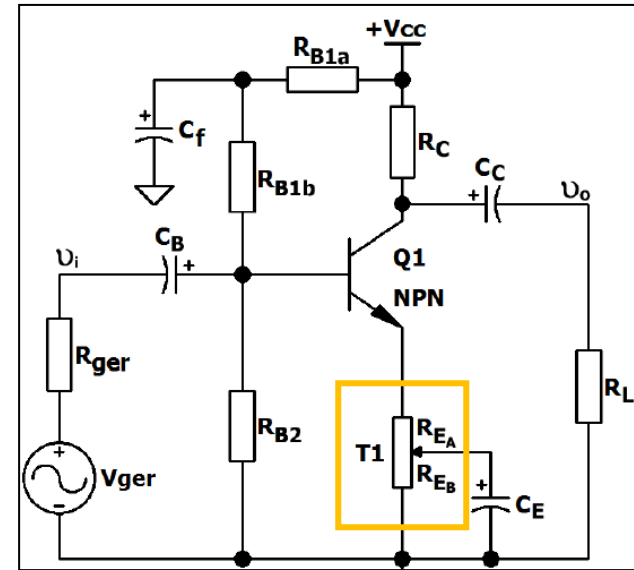 +VCC
RB1a
Cf
RC
CC
υo
RB1b
CB
υi
Q1
NPN
Rger
RL
RB2
T1
REA
REB
Vger
CE